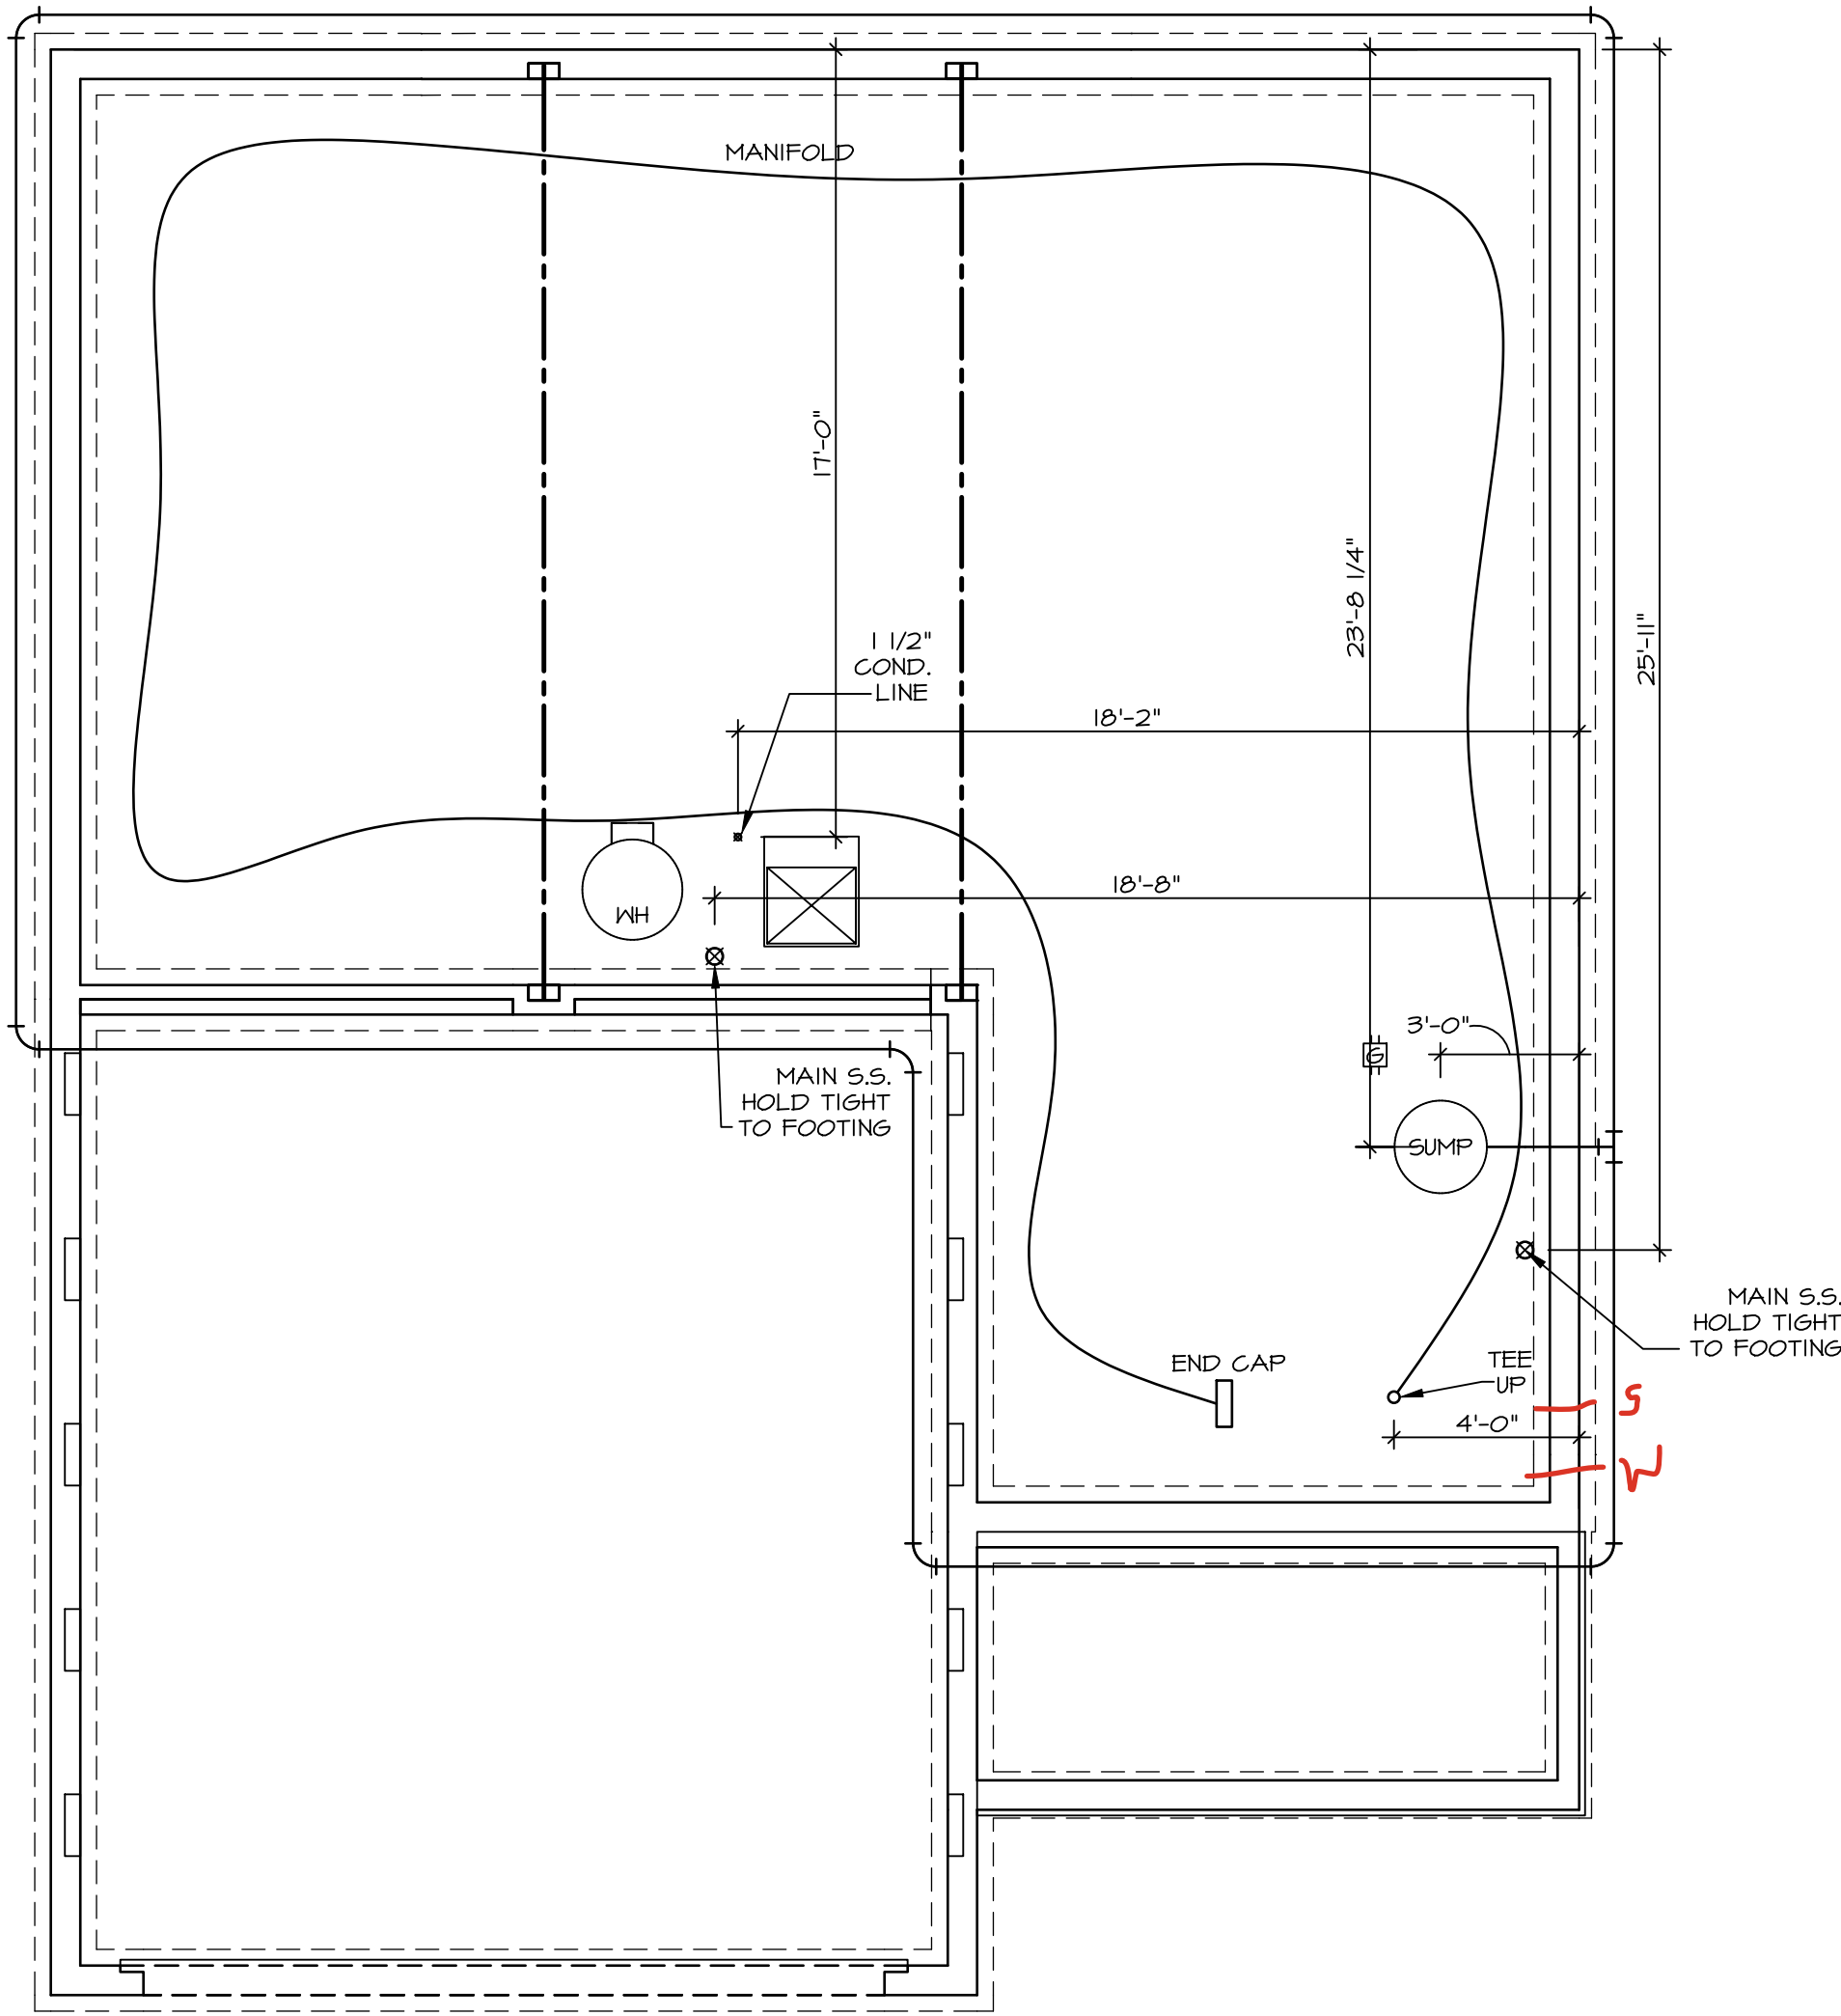 MANIFOLD
17'-0"
23'-8 1/4"
25'-11"
1 1/2"
COND.
LINE
18'-2"
18'-8"
WH
3'-0"
G
MAIN S.S.
HOLD TIGHT
TO FOOTING
SUMP
MAIN S.S.
HOLD TIGHT
TO FOOTING
END CAP
TEE
UP
S
4'-0"
W